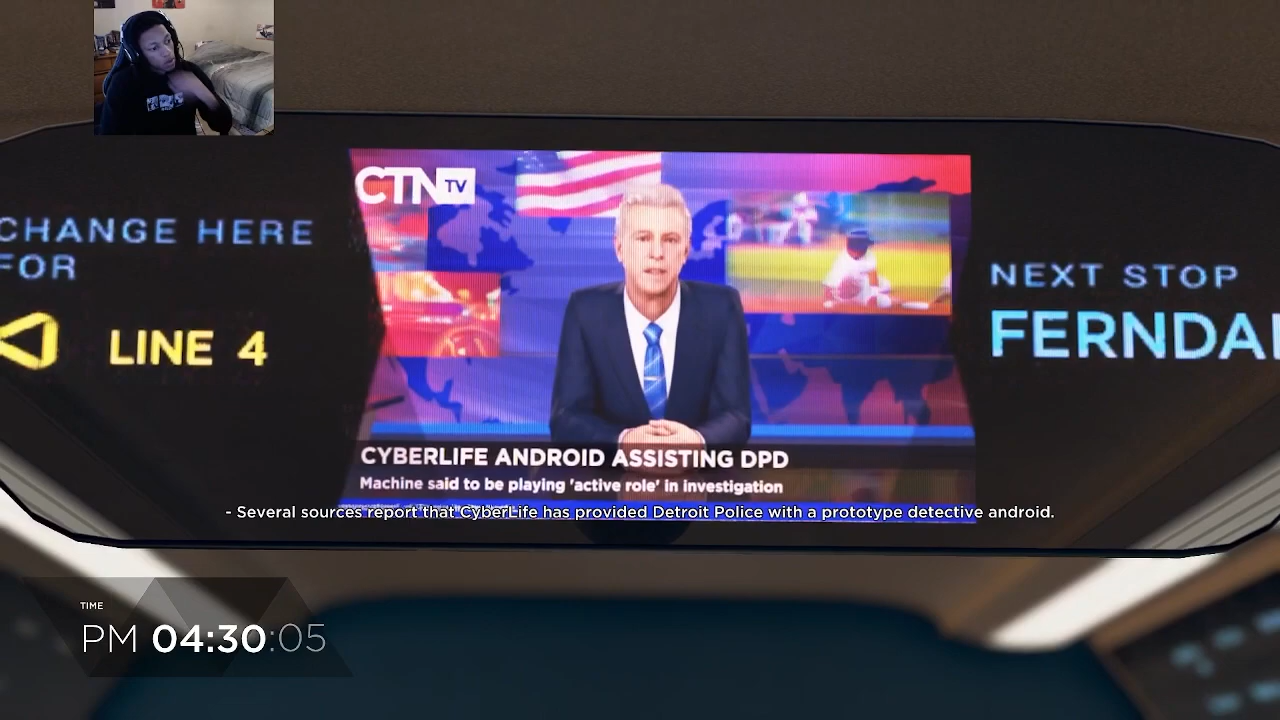 CTN TV
CHANGE HERE
FOR
LINE 4
NEXT STOP
FERNDA
CYBERLIFE ANDROID ASSISTING DPD
Machine said to be playing 'active role' in investigation
- Several sources report that CyberLife has provided Detroit Police with a prototype detective android.
TIME
PM 04:30:05